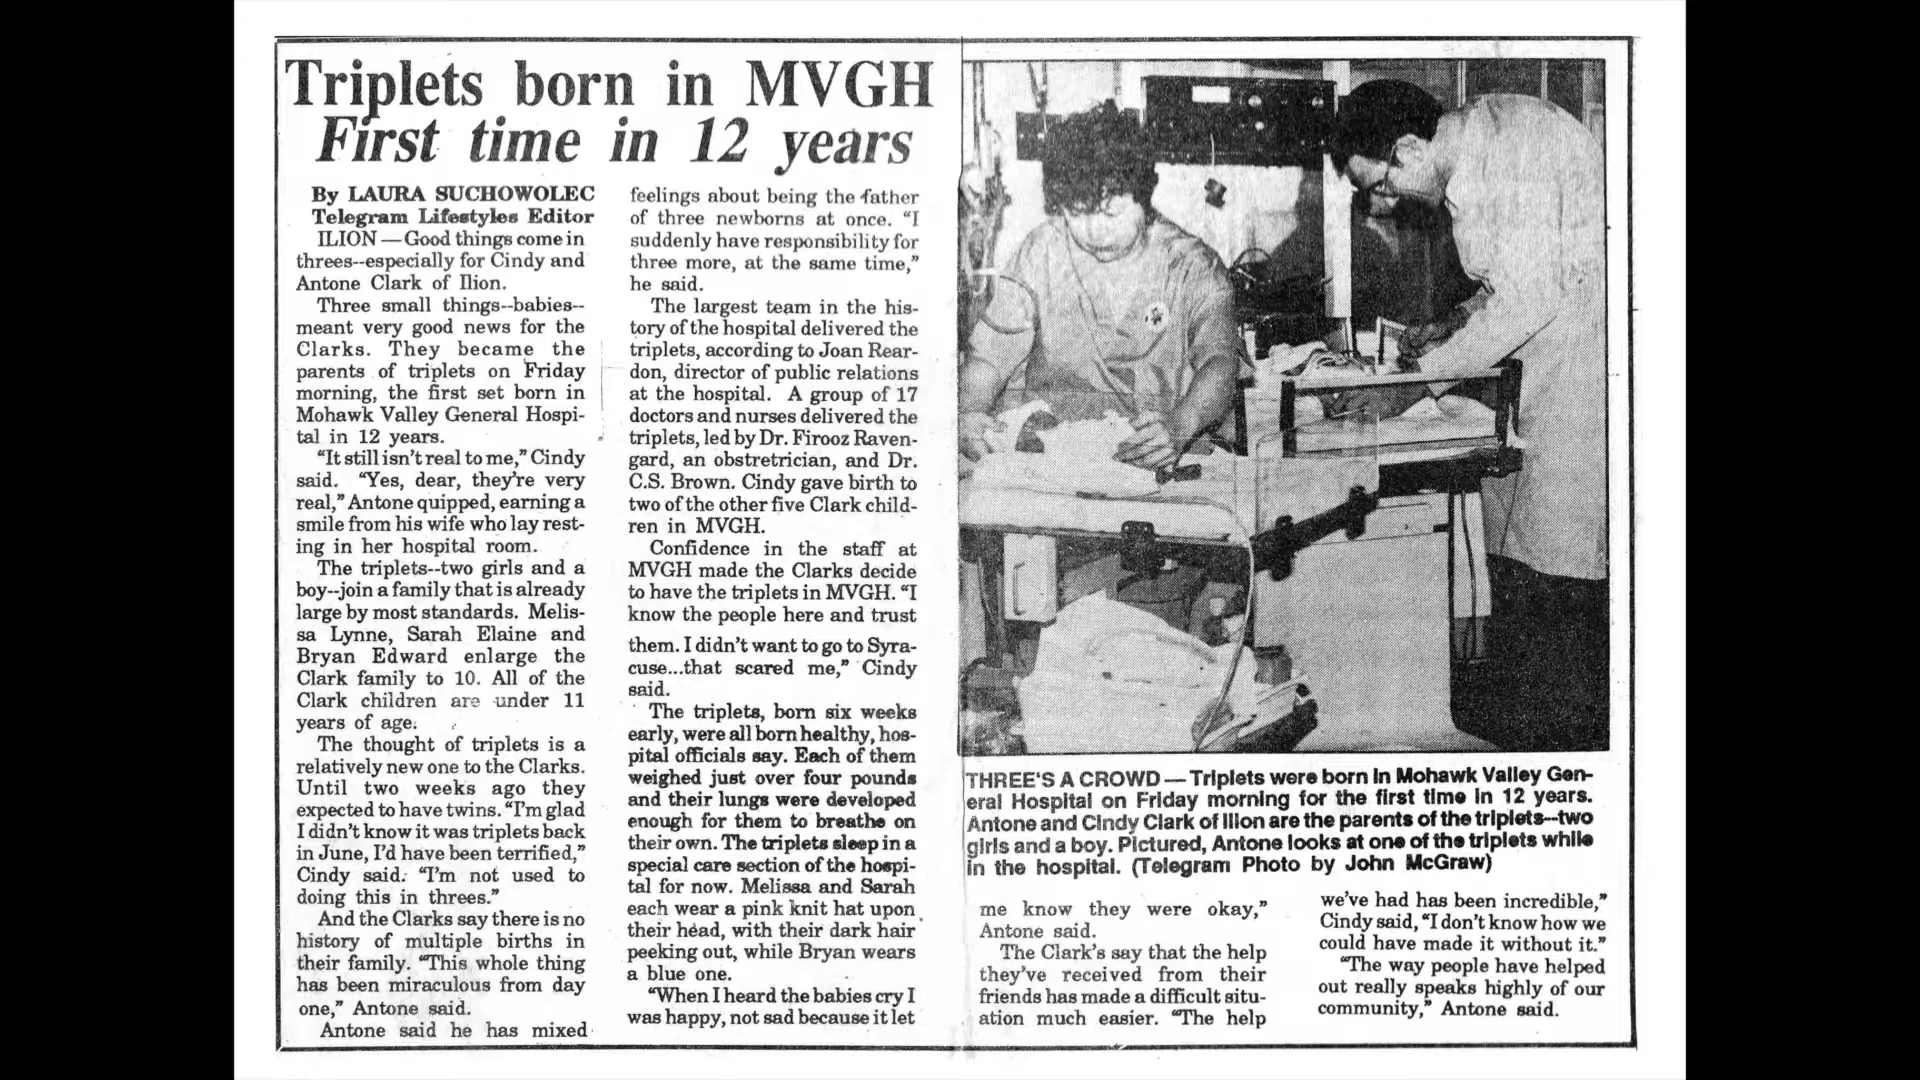 Triplets born in MVGH
First time in 12 years
By LAURA SUCHOWOLEC
Telegram Lifestyles Editor
ILION — Good things come in
threes--especially for Cindy and
Antone Clark of Ilion.
Three small things--babies--
meant very good news for the
Clarks. They became the
parents of triplets on Friday
morning, the first set born in
Mohawk Valley General Hospi-
tal in 12 years.
"It still isn't real to me," Cindy
said. "Yes, dear, they're very
real," Antone quipped, earning a
smile from his wife who lay rest-
ing in her hospital room.
The triplets--two girls and a
boy--join a family that is already
large by most standards. Melis-
sa Lynne, Sarah Elaine and
Bryan Edward enlarge the
Clark family to 10. All of the
Clark children are under 11
years of age.
The thought of triplets is a
relatively new one to the Clarks.
Until two weeks ago they
expected to have twins. "I'm glad
I didn't know it was triplets back
in June, I'd have been terrified,"
Cindy said. "I'm not used to
doing this in threes."
And the Clarks say there is no
history of multiple births in
their family. "This whole thing
has been miraculous from day
one," Antone said.
Antone said he has mixed
feelings about being the father
of three newborns at once. "I
suddenly have responsibility for
three more, at the same time,"
he said.
The largest team in the his-
tory of the hospital delivered the
triplets, according to Joan Rear-
don, director of public relations
at the hospital. A group of 17
doctors and nurses delivered the
triplets, led by Dr. Firooz Raven-
gard, an obstretrician, and Dr.
C.S. Brown. Cindy gave birth to
two of the other five Clark child-
ren in MVGH.
Confidence in the staff at
MVGH made the Clarks decide
to have the triplets in MVGH. "I
know the people here and trust
them. I didn't want to go to Syra-
cuse...that scared me," Cindy
said.
The triplets, born six weeks
early, were all born healthy, hos-
pital officials say. Each of them
weighed just over four pounds
and their lungs were developed
enough for them to breathe on
their own. The triplets sleep in a
special care section of the hospi-
tal for now. Melissa and Sarah
each wear a pink knit hat upon
their head, with their dark hair
peeking out, while Bryan wears
a blue one.
"When I heard the babies cry I
was happy, not sad because it let
THREE'S A CROWD — Triplets were born in Mohawk Valley Gen-
eral Hospital on Friday morning for the first time in 12 years.
Antone and Cindy Clark of Ilion are the parents of the triplets--two
girls and a boy. Pictured, Antone looks at one of the triplets while
in the hospital. (Telegram Photo by John McGraw)
me know they were okay,"
Antone said.
The Clark's say that the help
they've received from their
friends has made a difficult situ-
ation much easier. "The help
we've had has been incredible,"
Cindy said, "I don't know how we
could have made it without it."
"The way people have helped
out really speaks highly of our
community," Antone said.